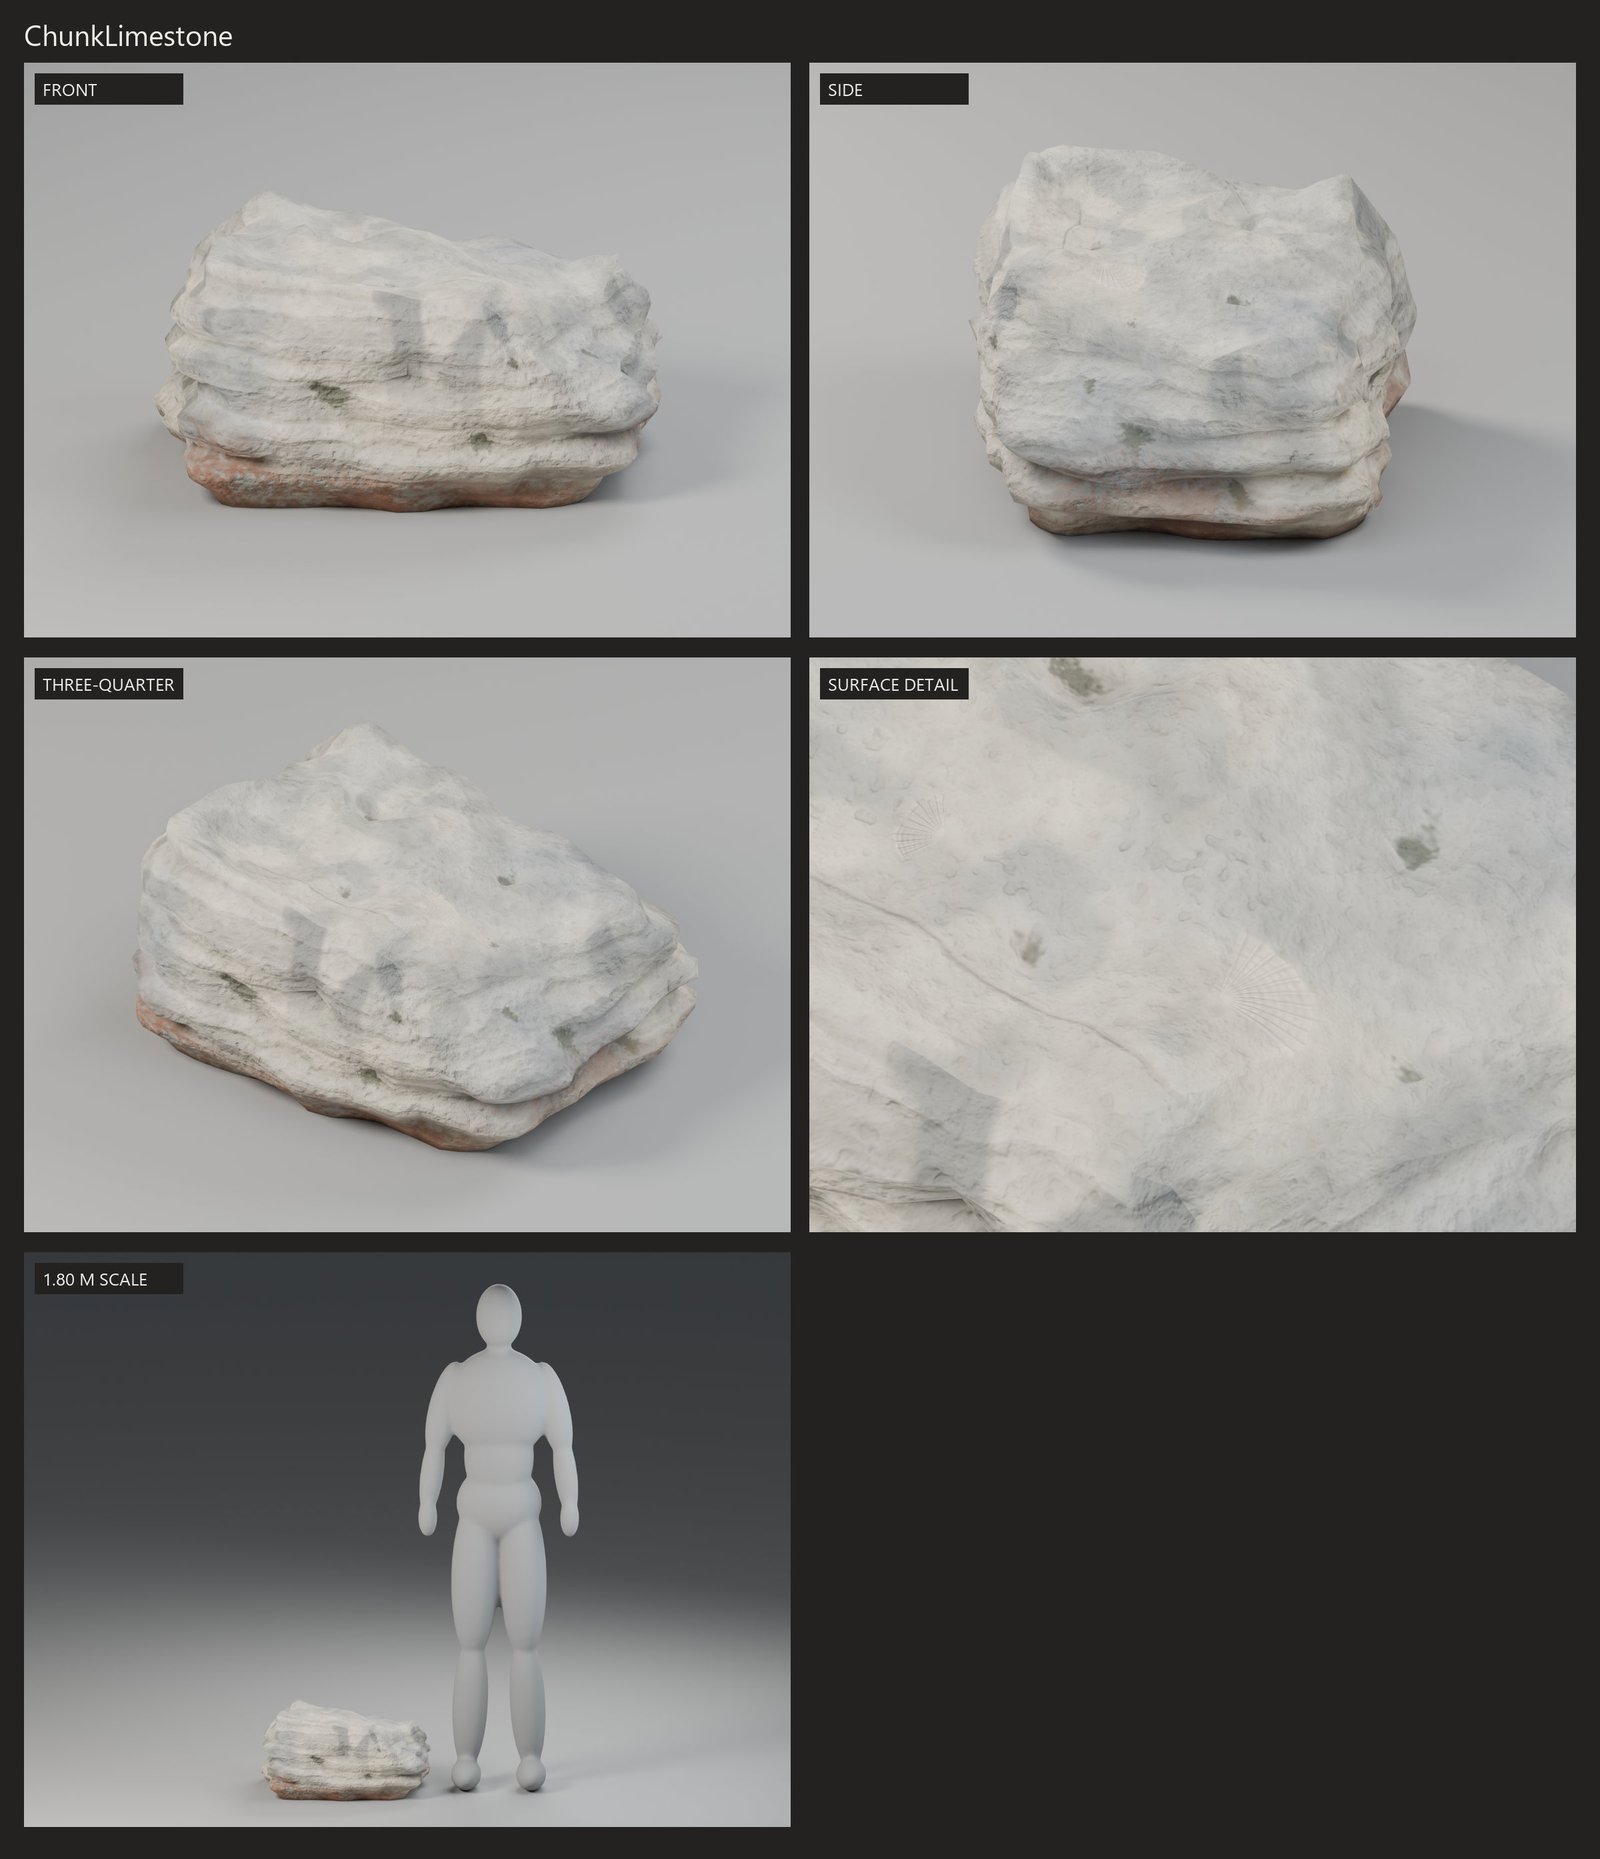 ChunkLimestone
FRONT
SIDE
THREE-QUARTER
SURFACE DETAIL
1.80 M SCALE